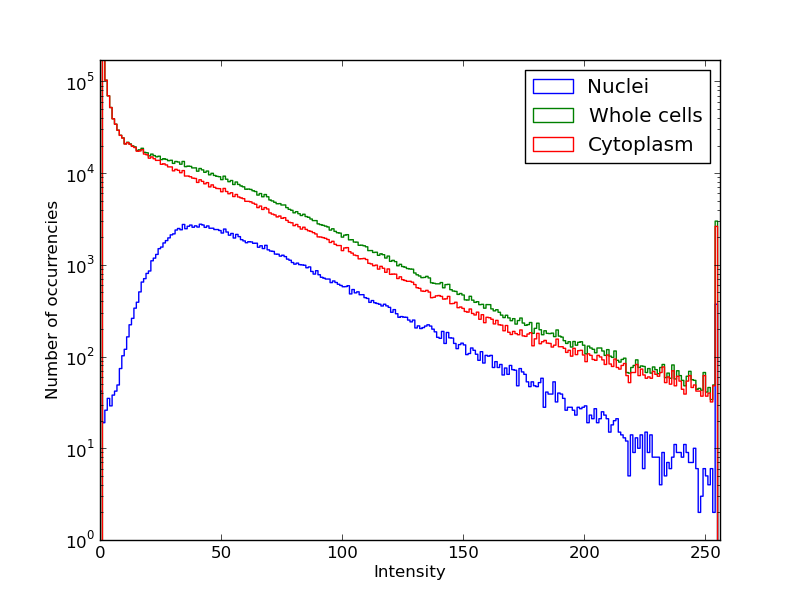 Nuclei
Whole cells
Cytoplasm
Number of occurrencies
10^5
10^4
10^3
10^2
10^1
10^0
0 50 100 150 200 250
Intensity